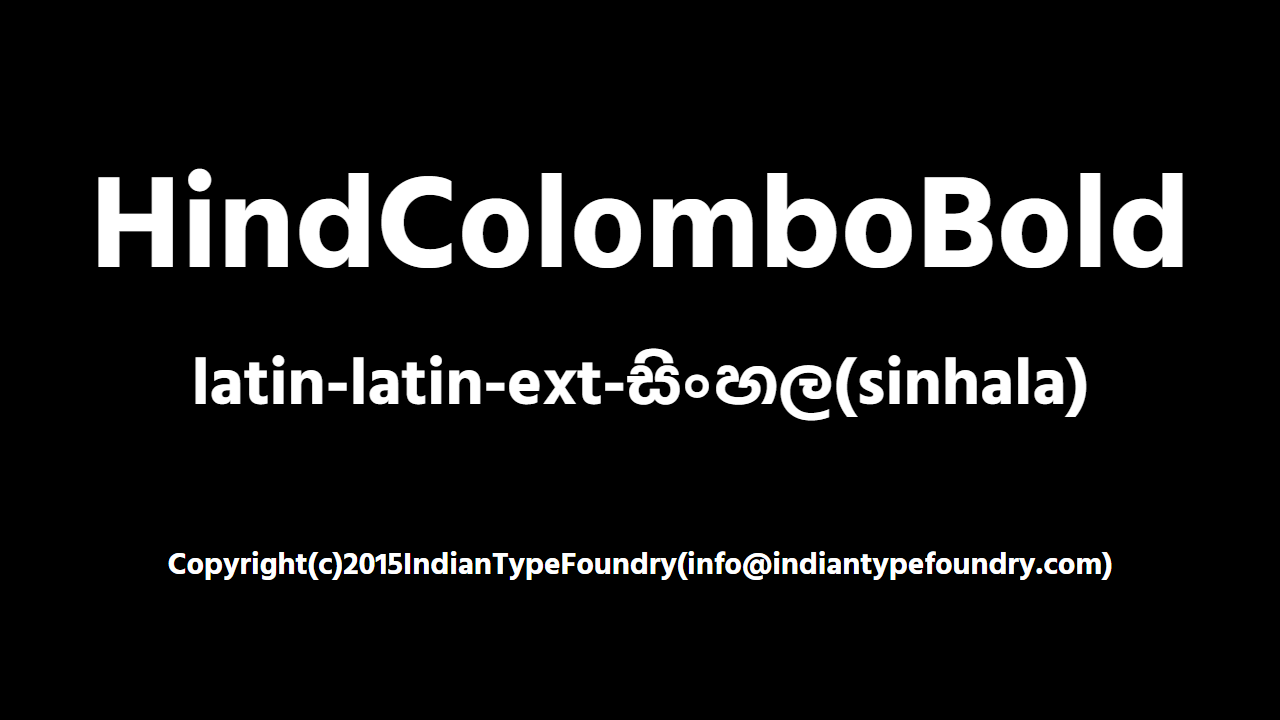 HindColomboBold
latin-latin-ext-සිංහල(sinhala)
Copyright(c)2015IndianTypeFoundry(info@indiantypefoundry.com)